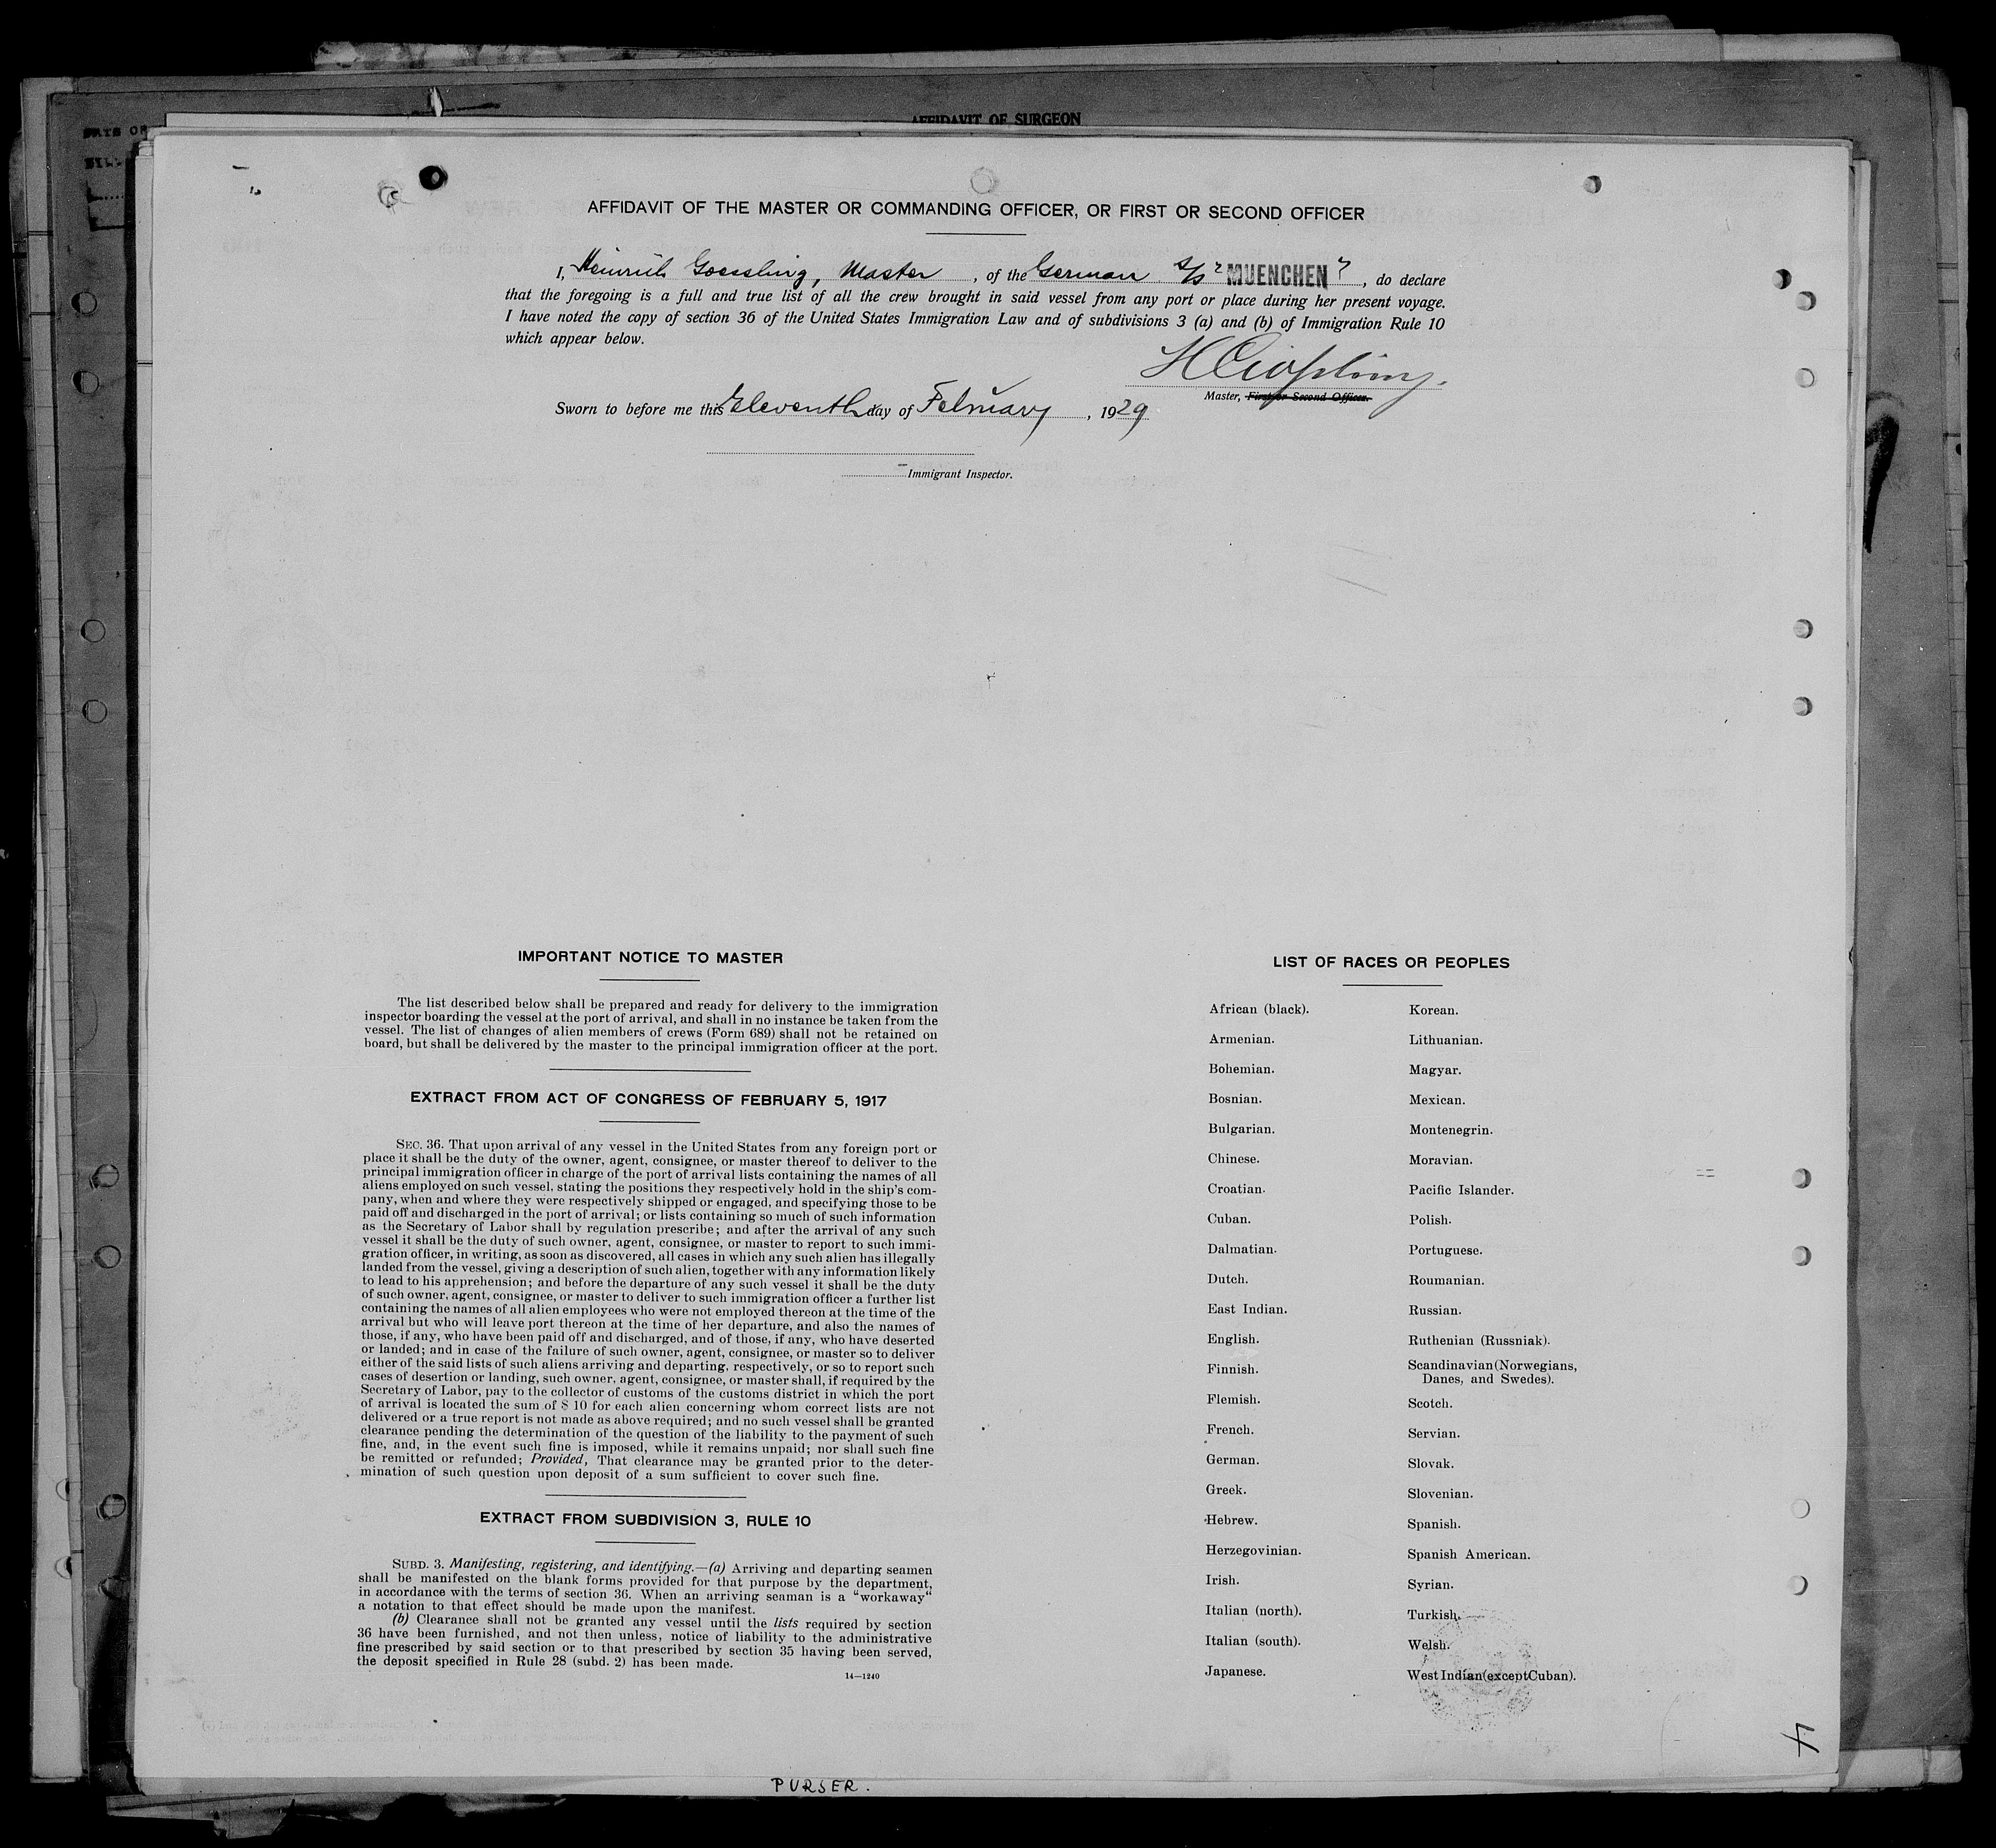 AFFIDAVIT OF SURGEON
AFFIDAVIT OF THE MASTER OR COMMANDING OFFICER, OR FIRST OR SECOND OFFICER
I, Heinrich Goessling, Master, of the German S/S "MUENCHEN", do declare
that the foregoing is a full and true list of all the crew brought in said vessel from any port or place during her present voyage.
I have noted the copy of section 36 of the United States Immigration Law and of subdivisions 3 (a) and (b) of Immigration Rule 10
which appear below.
Master, First or Second Officer.
Sworn to before me this Eleventh day of February, 1929
Immigrant Inspector.
IMPORTANT NOTICE TO MASTER
The list described below shall be prepared and ready for delivery to the immigration
inspector boarding the vessel at the port of arrival, and shall in no instance be taken from the
vessel. The list of changes of alien members of crews (Form 689) shall not be retained on
board, but shall be delivered by the master to the principal immigration officer at the port.
EXTRACT FROM ACT OF CONGRESS OF FEBRUARY 5, 1917
SEC. 36. That upon arrival of any vessel in the United States from any foreign port or
place it shall be the duty of the owner, agent, consignee, or master thereof to deliver to the
principal immigration officer in charge of the port of arrival lists containing the names of all
aliens employed on such vessel, stating the positions they respectively hold in the ship's com-
pany, when and where they were respectively shipped or engaged, and specifying those to be
paid off and discharged in the port of arrival; or lists containing so much of such information
as the Secretary of Labor shall by regulation prescribe; and after the arrival of any such
vessel it shall be the duty of such owner, agent, consignee, or master to report to such immi-
gration officer, in writing, as soon as discovered, all cases in which any such alien has illegally
landed from the vessel, giving a description of such alien, together with any information likely
to lead to his apprehension; and before the departure of any such vessel it shall be the duty
of such owner, agent, consignee, or master to deliver to such immigration officer a further list
containing the names of all alien employees who were not employed thereon at the time of the
arrival but who will leave port thereon at the time of her departure, and also the names of
those, if any, who have been paid off and discharged, and of those, if any, who have deserted
or landed; and in case of the failure of such owner, agent, consignee, or master so to deliver
either of the said lists of such aliens arriving and departing, respectively, or so to report such
cases of desertion or landing, such owner, agent, consignee, or master shall, if required by the
Secretary of Labor, pay to the collector of customs of the customs district in which the port
of arrival is located the sum of $ 10 for each alien concerning whom correct lists are not
delivered or a true report is not made as above required; and no such vessel shall be granted
clearance pending the determination of the question of the liability to the payment of such
fine, and, in the event such fine is imposed, while it remains unpaid; nor shall such fine
be remitted or refunded; Provided, That clearance may be granted prior to the deter-
mination of such question upon deposit of a sum sufficient to cover such fine.
EXTRACT FROM SUBDIVISION 3, RULE 10
SUBD. 3. Manifesting, registering, and identifying.—(a) Arriving and departing seamen
shall be manifested on the blank forms provided for that purpose by the department,
in accordance with the terms of section 36. When an arriving seaman is a "workaway"
a notation to that effect should be made upon the manifest.
(b) Clearance shall not be granted any vessel until the lists required by section
36 have been furnished, and not then unless, notice of liability to the administrative
fine prescribed by said section or to that prescribed by section 35 having been served,
the deposit specified in Rule 28 (subd. 2) has been made.
14—1240
LIST OF RACES OR PEOPLES
African (black).
Armenian.
Bohemian.
Bosnian.
Bulgarian.
Chinese.
Croatian.
Cuban.
Dalmatian.
Dutch.
East Indian.
English.
Finnish.
Flemish.
French.
German.
Greek.
Hebrew.
Herzegovinian.
Irish.
Italian (north).
Italian (south).
Japanese.
Korean.
Lithuanian.
Magyar.
Mexican.
Montenegrin.
Moravian.
Pacific Islander.
Polish.
Portuguese.
Roumanian.
Russian.
Ruthenian (Russniak).
Scandinavian (Norwegians,
Danes, and Swedes).
Scotch.
Servian.
Slovak.
Slovenian.
Spanish.
Spanish American.
Syrian.
Turkish.
Welsh.
West Indian (except Cuban).
4
PURSER.